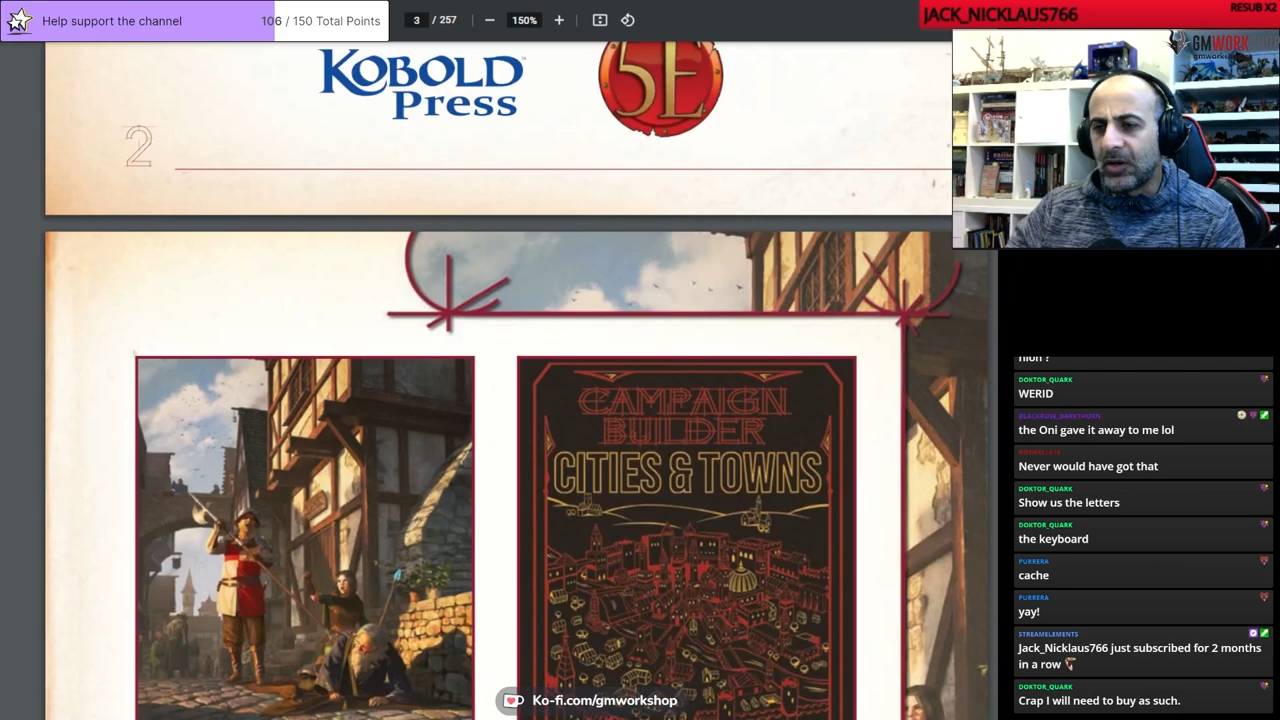 Help support the channel
106 / 150 Total Points
3 / 257
150%
JACK_NICKLAUS766
RESUB X2
GMWORK
KOBOLD
Press
5E
2
CAMPAIGN
BUILDER
CITIES & TOWNS
Ko-fi.com/gmworkshop
DOKTOR_QUARK
WERID
BLACKROSE_DARKTHORN
the Oni gave it away to me lol
Never would have got that
DOKTOR_QUARK
Show us the letters
DOKTOR_QUARK
the keyboard
PURRERA
cache
PURRERA
yay!
STREAMELEMENTS
Jack_Nicklaus766 just subscribed for 2 months
in a row
DOKTOR_QUARK
Crap I will need to buy as such.